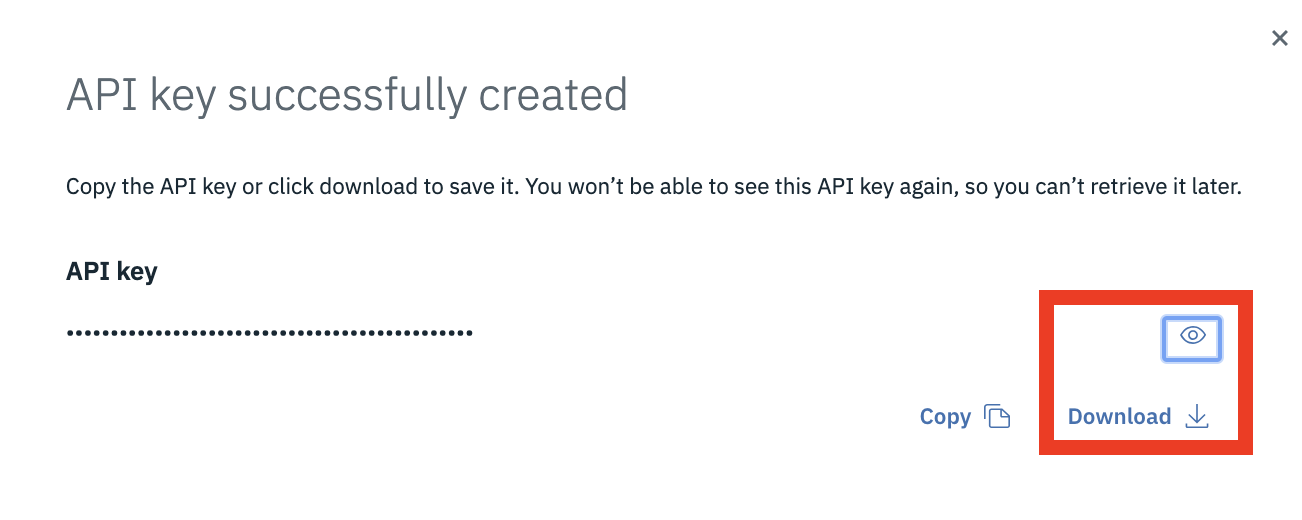 API key successfully created
Copy the API key or click download to save it. You won’t be able to see this API key again, so you can’t retrieve it later.
API key
••••••••••••••••••••••••••••••••••••••••••••
Copy
Download